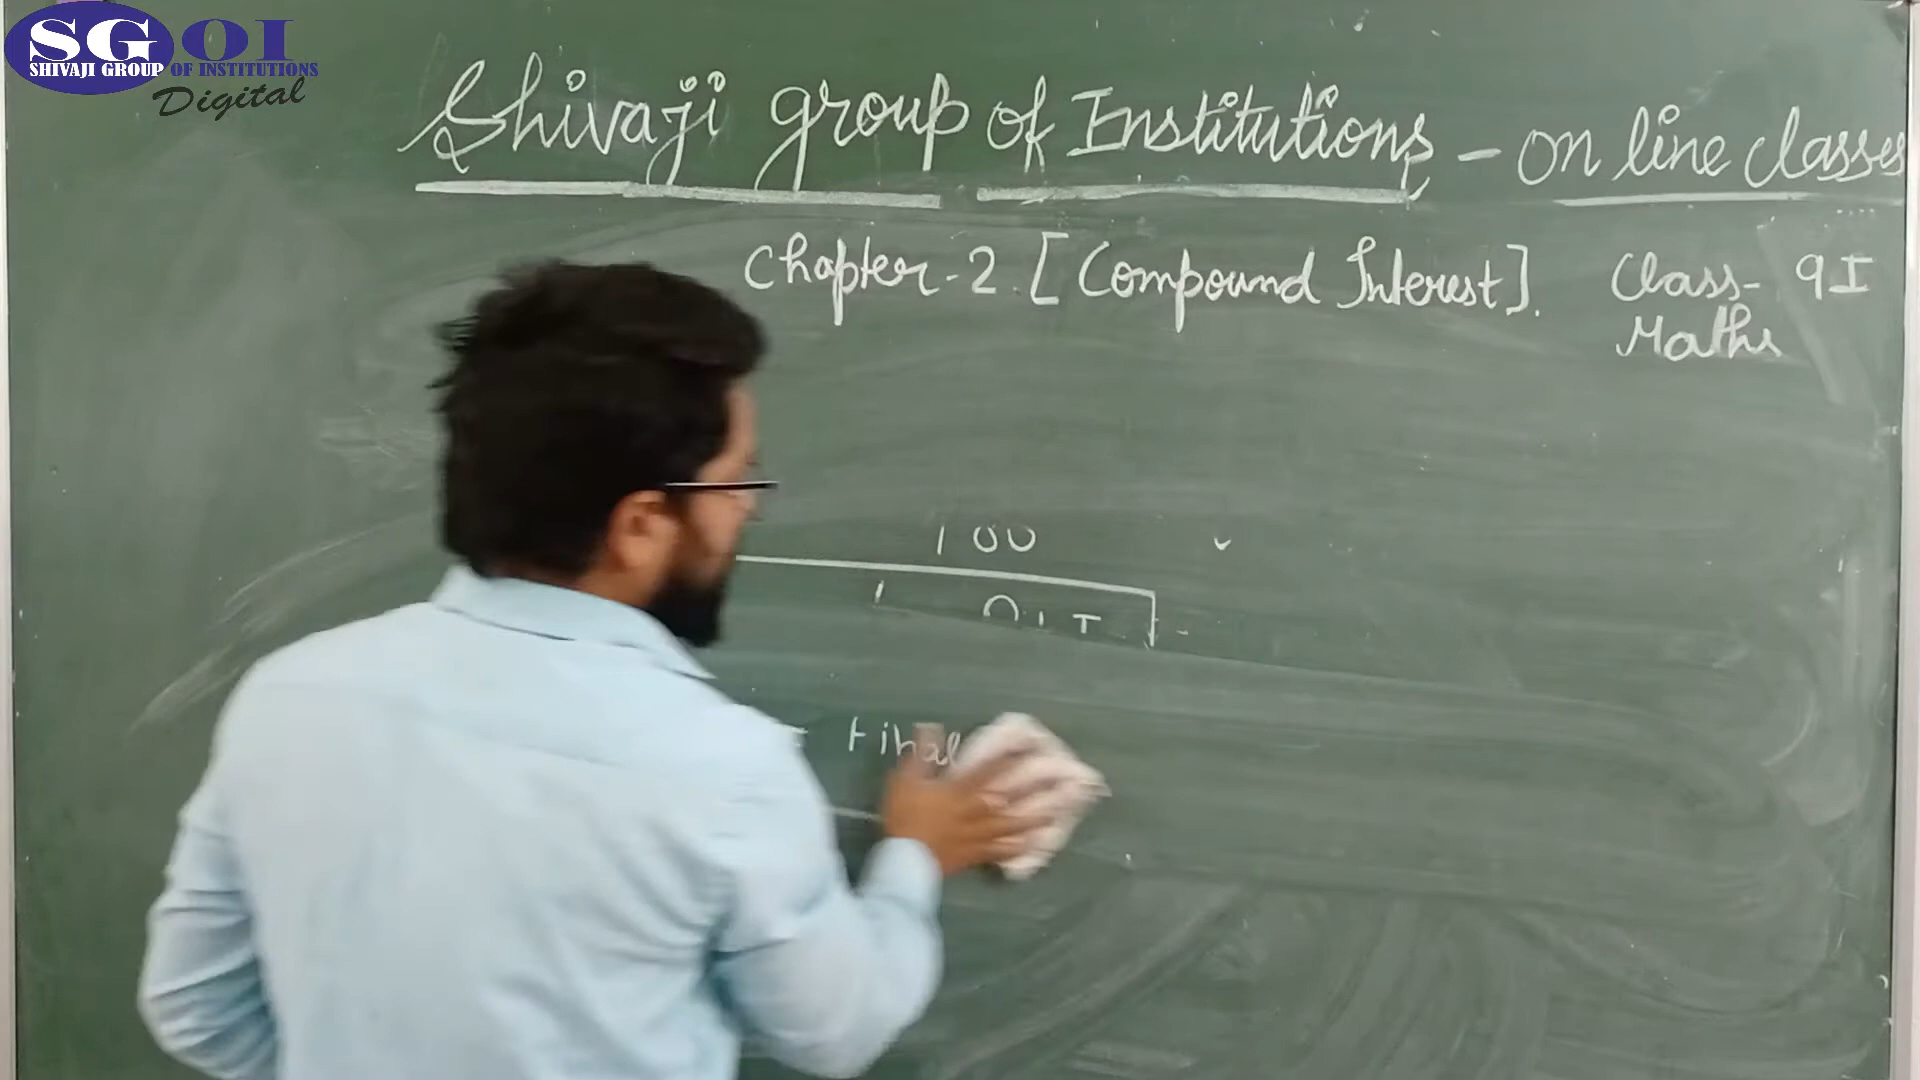 SGOI
SHIVAJI GROUP OF INSTITUTIONS
Digital
Shivaji group of Institutions - on line classes
Chapter-2. [Compound Interest]. Class- 9I
Maths
100
Final